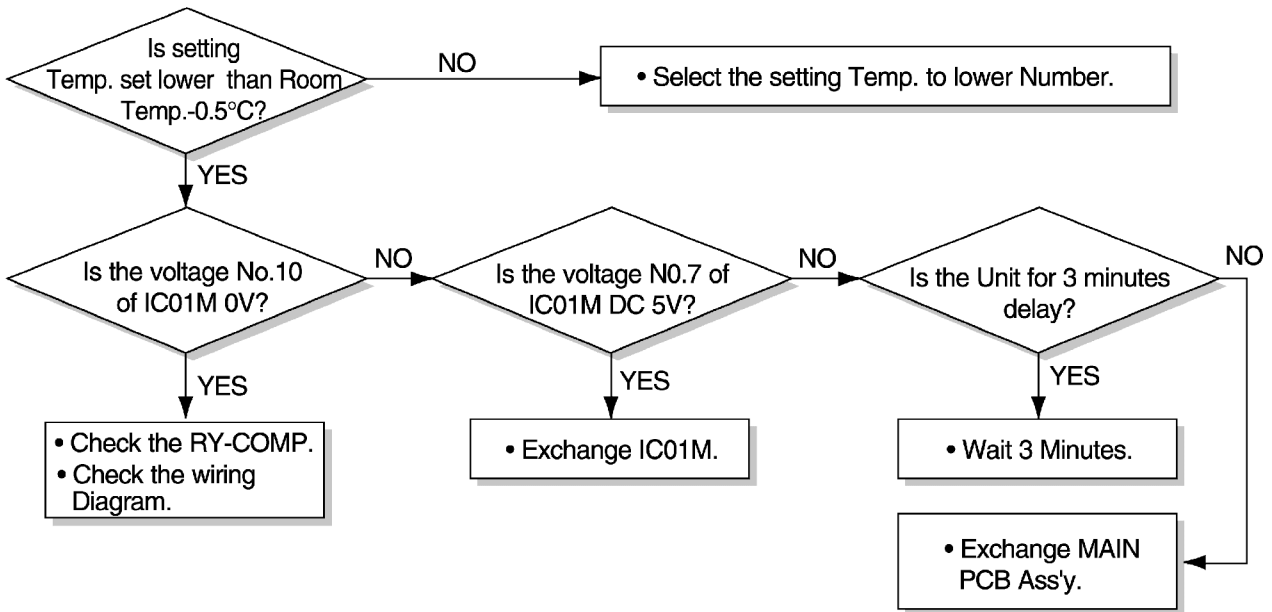 Is setting
Temp. set lower than Room
Temp.-0.5°C?
NO
• Select the setting Temp. to lower Number.
YES
Is the voltage No.10
of IC01M 0V?
NO
Is the voltage N0.7 of
IC01M DC 5V?
NO
Is the Unit for 3 minutes
delay?
NO
YES
• Check the RY-COMP.
• Check the wiring
Diagram.
YES
• Exchange IC01M.
YES
• Wait 3 Minutes.
• Exchange MAIN
PCB Ass'y.